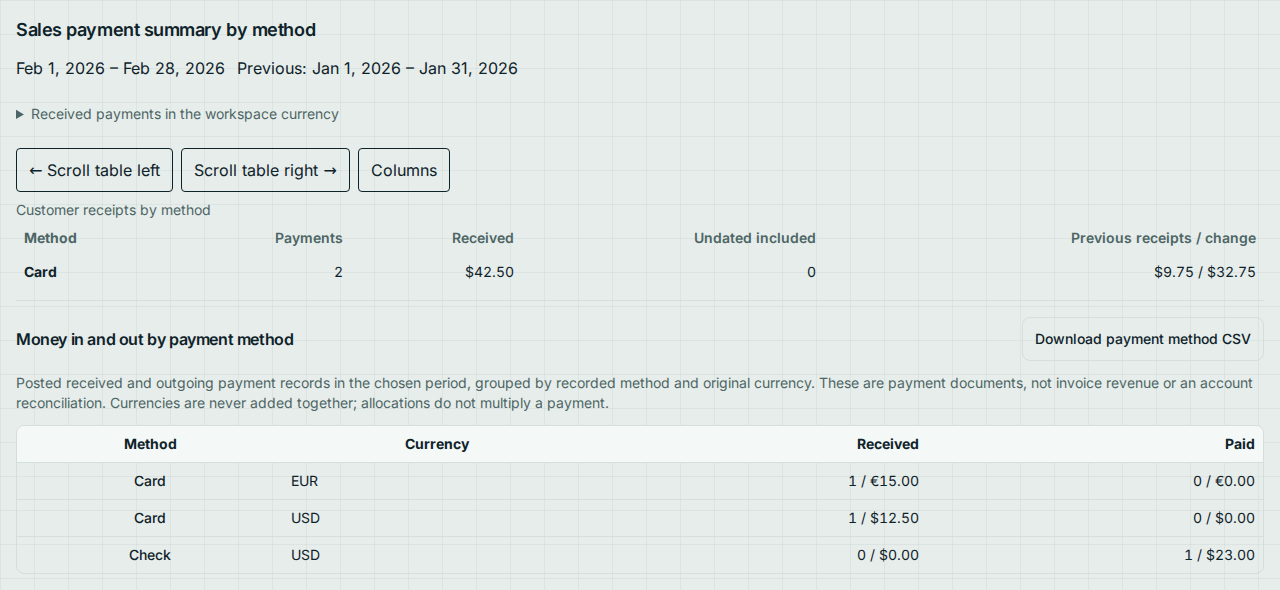 Sales payment summary by method
Feb 1, 2026 – Feb 28, 2026 Previous: Jan 1, 2026 – Jan 31, 2026
▶ Received payments in the workspace currency
← Scroll table left Scroll table right → Columns
Customer receipts by method
Method Payments Received Undated included Previous receipts / change
Card 2 $42.50 0 $9.75 / $32.75
Money in and out by payment method Download payment method CSV
Posted received and outgoing payment records in the chosen period, grouped by recorded method and original currency. These are payment documents, not invoice revenue or an account
reconciliation. Currencies are never added together; allocations do not multiply a payment.
Method Currency Received Paid
Card EUR 1 / €15.00 0 / €0.00
Card USD 1 / $12.50 0 / $0.00
Check USD 0 / $0.00 1 / $23.00